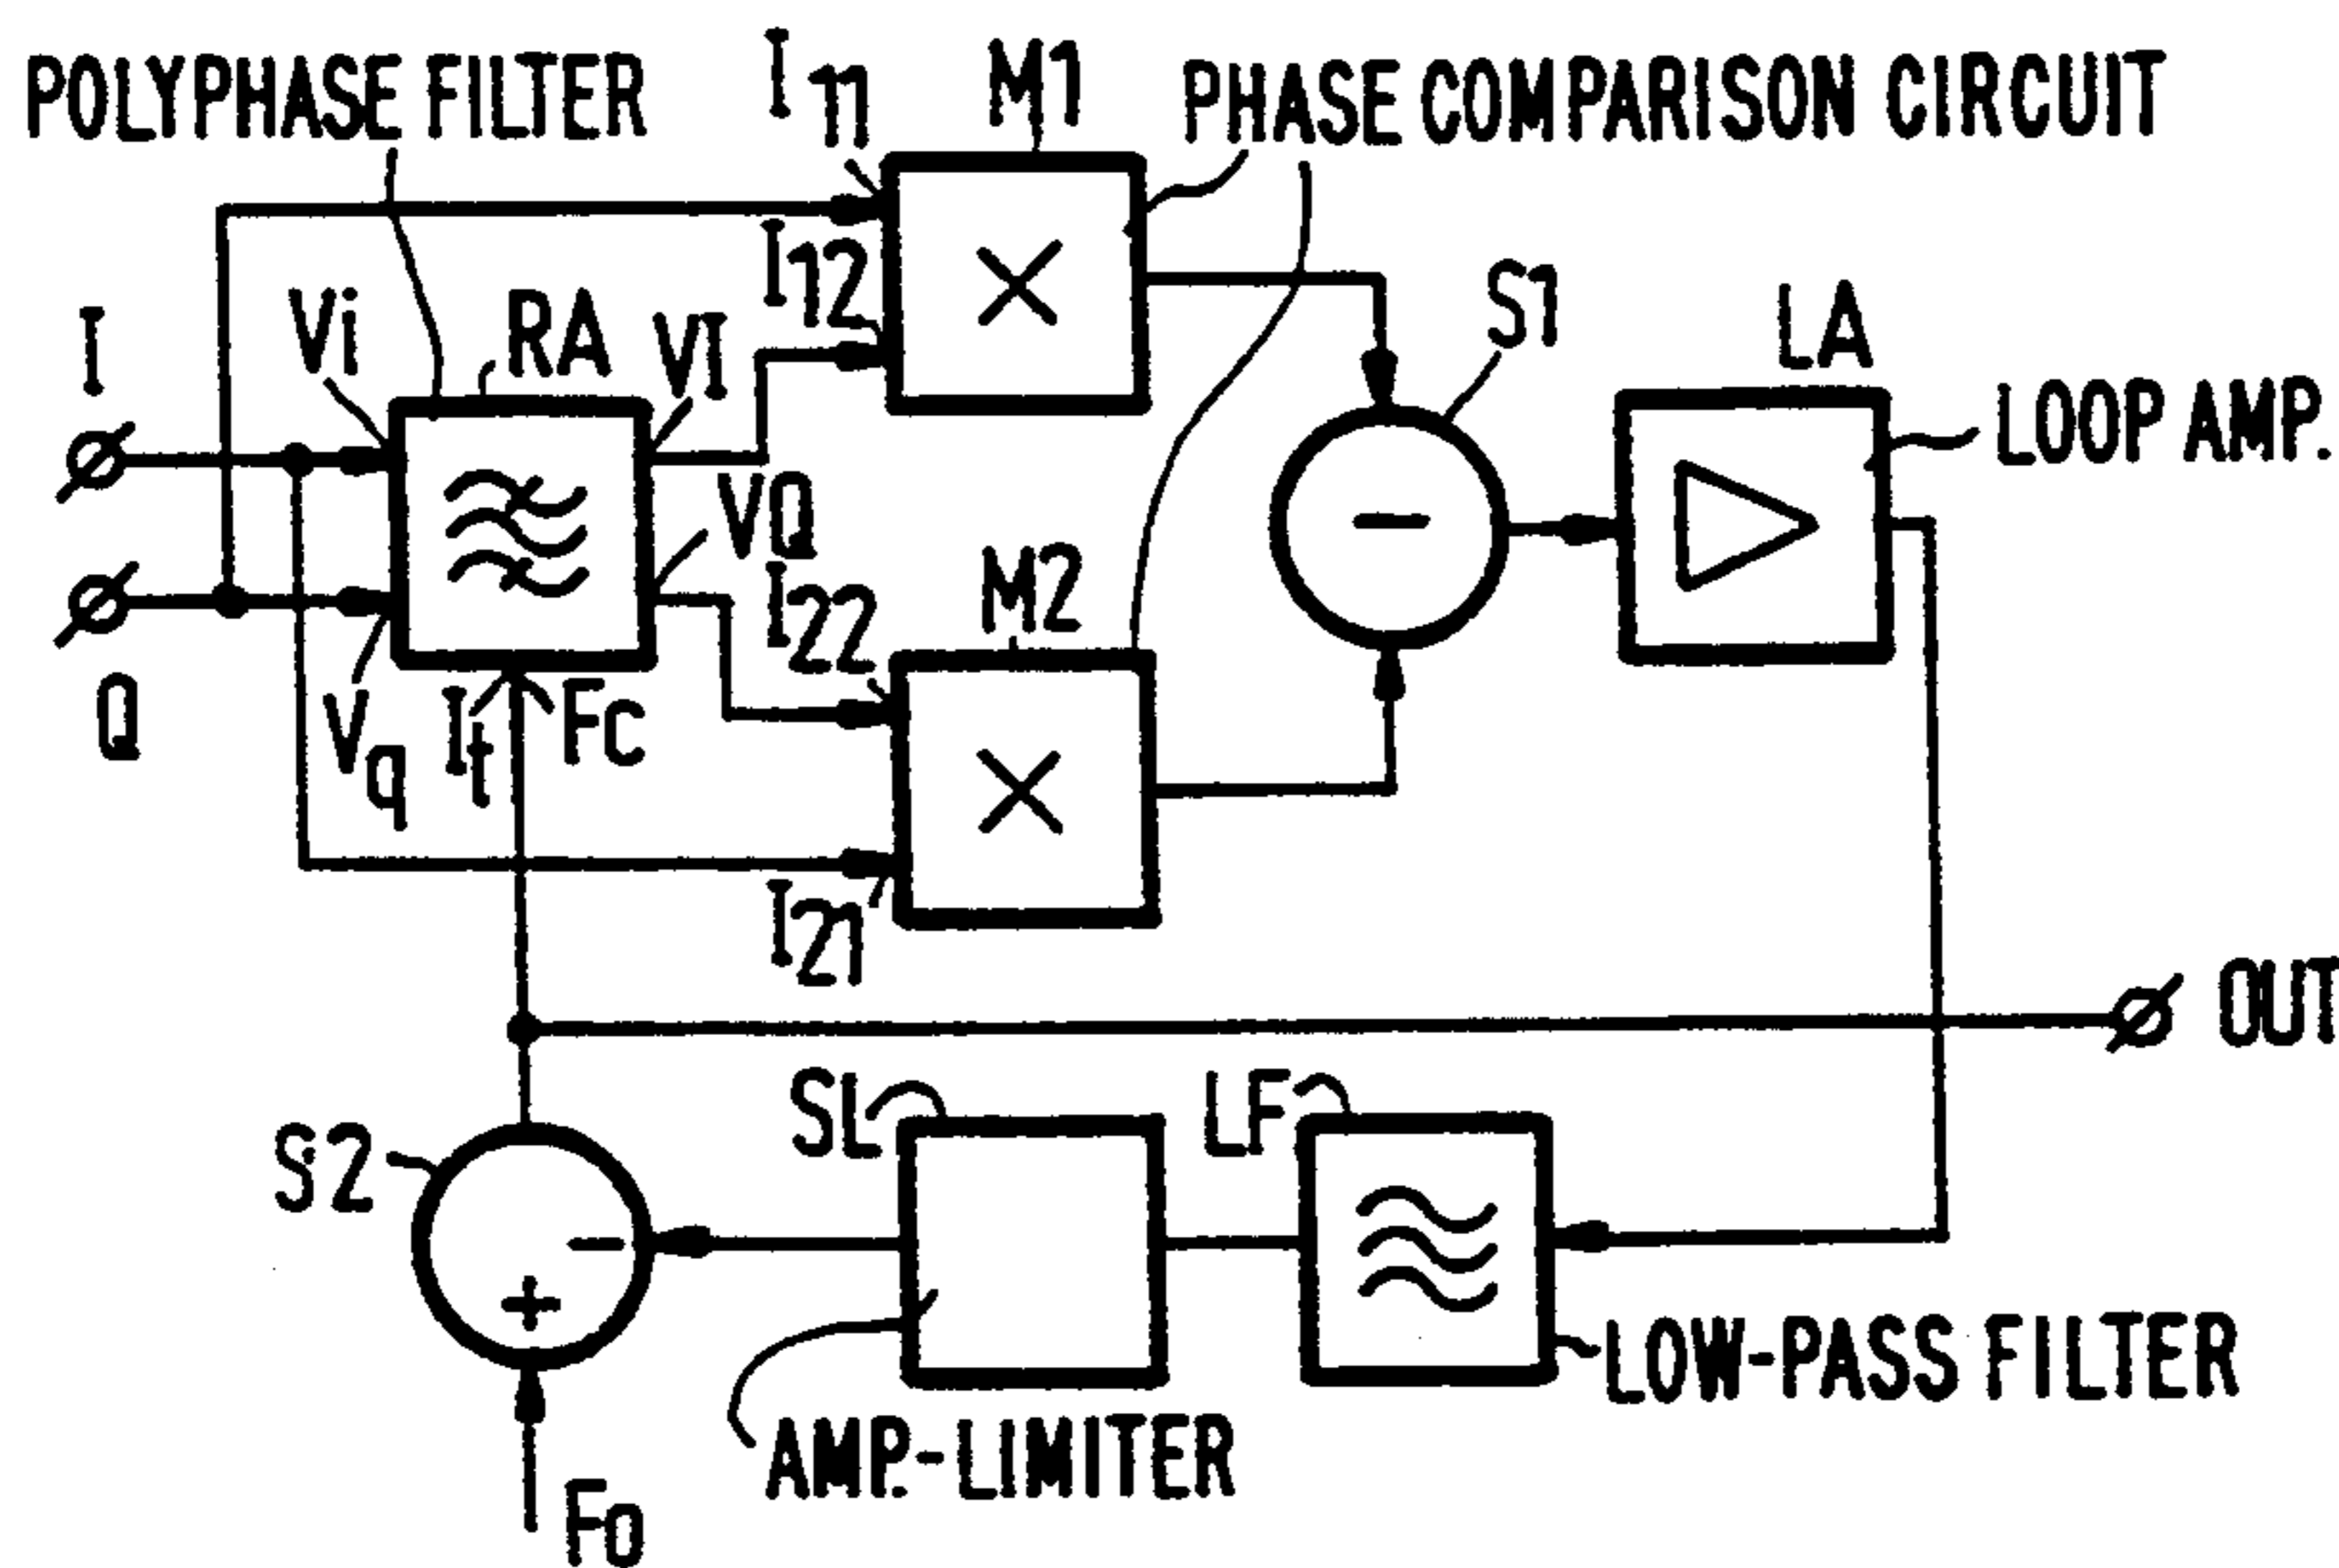 POLYPHASE FILTER
I11
M1
PHASE COMPARISON CIRCUIT
I12
I
Vi
RA
VI
S1
LA
LOOP AMP.
VQ
I22
M2
Q
Vq
It
Fc
−
I21
OUT
S2
SL
LF
−
+
LOW-PASS FILTER
AMP.-LIMITER
Fo